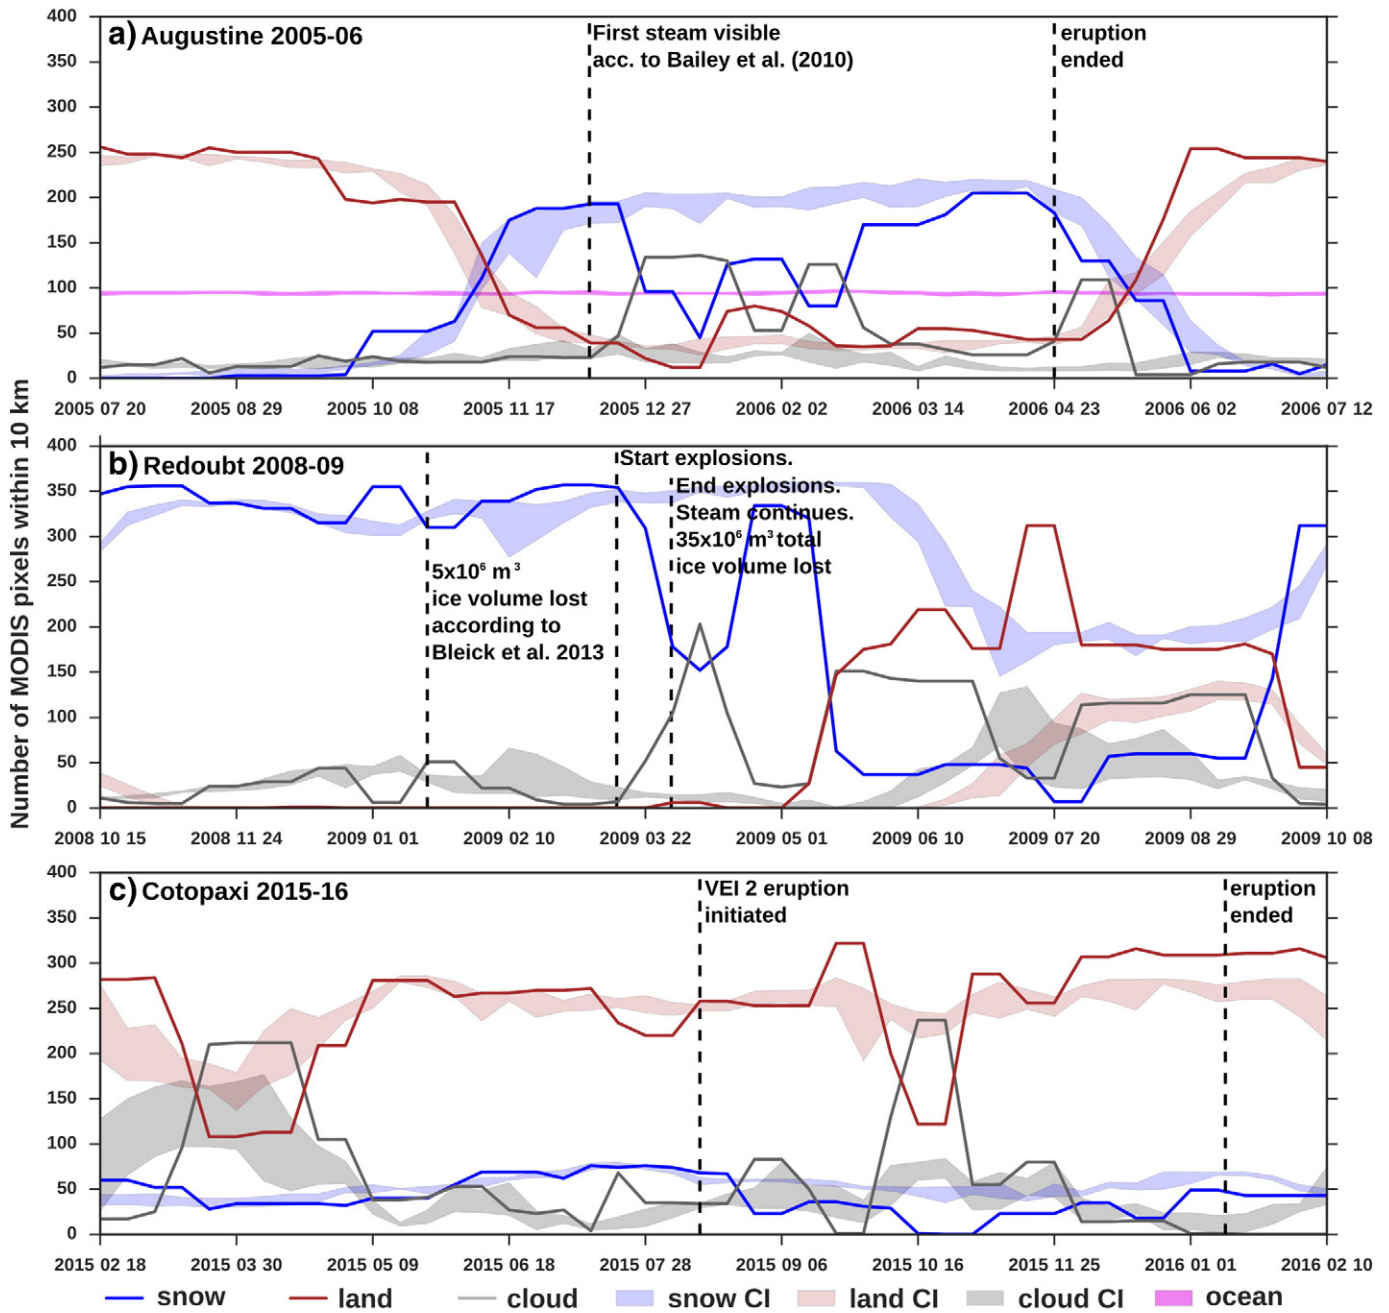 Number of MODIS pixels within 10 km
a) Augustine 2005-06
First steam visible
acc. to Bailey et al. (2010)
eruption
ended
400
350
300
250
200
150
100
50
0
2005 07 20 2005 08 29 2005 10 08 2005 11 17 2005 12 27 2006 02 02 2006 03 14 2006 04 23 2006 06 02 2006 07 12
b) Redoubt 2008-09
Start explosions.
End explosions.
Steam continues.
35x10⁶ m³ total
ice volume lost
5x10⁶ m³
ice volume lost
according to
Bleick et al. 2013
400
350
300
250
200
150
100
50
0
2008 10 15 2008 11 24 2009 01 01 2009 02 10 2009 03 22 2009 05 01 2009 06 10 2009 07 20 2009 08 29 2009 10 08
c) Cotopaxi 2015-16
VEI 2 eruption
initiated
eruption
ended
400
350
300
250
200
150
100
50
0
2015 02 18 2015 03 30 2015 05 09 2015 06 18 2015 07 28 2015 09 06 2015 10 16 2015 11 25 2016 01 01 2016 02 10
snow land cloud snow CI land CI cloud CI ocean